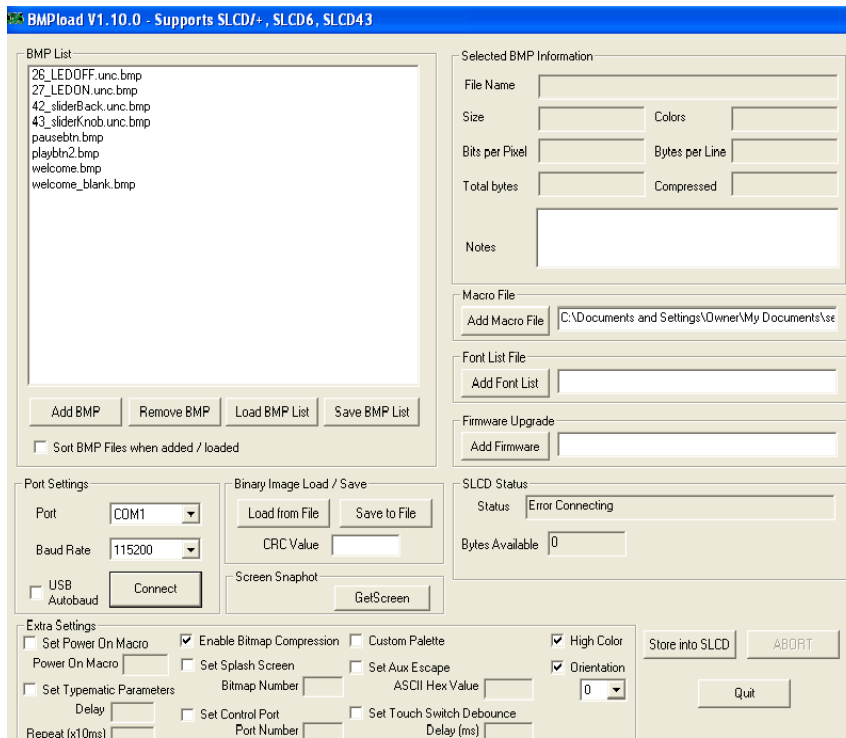 BMPload V1.10.0 - Supports SLCD/+, SLCD6, SLCD43
BMP List
26_LEDOFF.unc.bmp
27_LEDON.unc.bmp
42_sliderBack.unc.bmp
43_sliderKnob.unc.bmp
pausebtn.bmp
playbtn2.bmp
welcome.bmp
welcome_blank.bmp
Add BMP Remove BMP Load BMP List Save BMP List
Sort BMP Files when added / loaded
Selected BMP Information
File Name
Size Colors
Bits per Pixel Bytes per Line
Total bytes Compressed
Notes
Macro File
Add Macro File C:\Documents and Settings\Owner\My Documents\se
Font List File
Add Font List
Firmware Upgrade
Add Firmware
Port Settings
Port COM1
Baud Rate 115200
USB
Autobaud
Connect
Binary Image Load / Save
Load from File Save to File
CRC Value
Screen Snaphot
GetScreen
SLCD Status
Status Error Connecting
Bytes Available 0
Extra Settings
Set Power On Macro
Power On Macro
Set Typematic Parameters
Delay
Repeat (x10ms)
Enable Bitmap Compression
Set Splash Screen
Bitmap Number
Set Control Port
Port Number
Custom Palette
Set Aux Escape
ASCII Hex Value
Set Touch Switch Debounce
Delay (ms)
High Color
Orientation
0
Store into SLCD ABORT
Quit